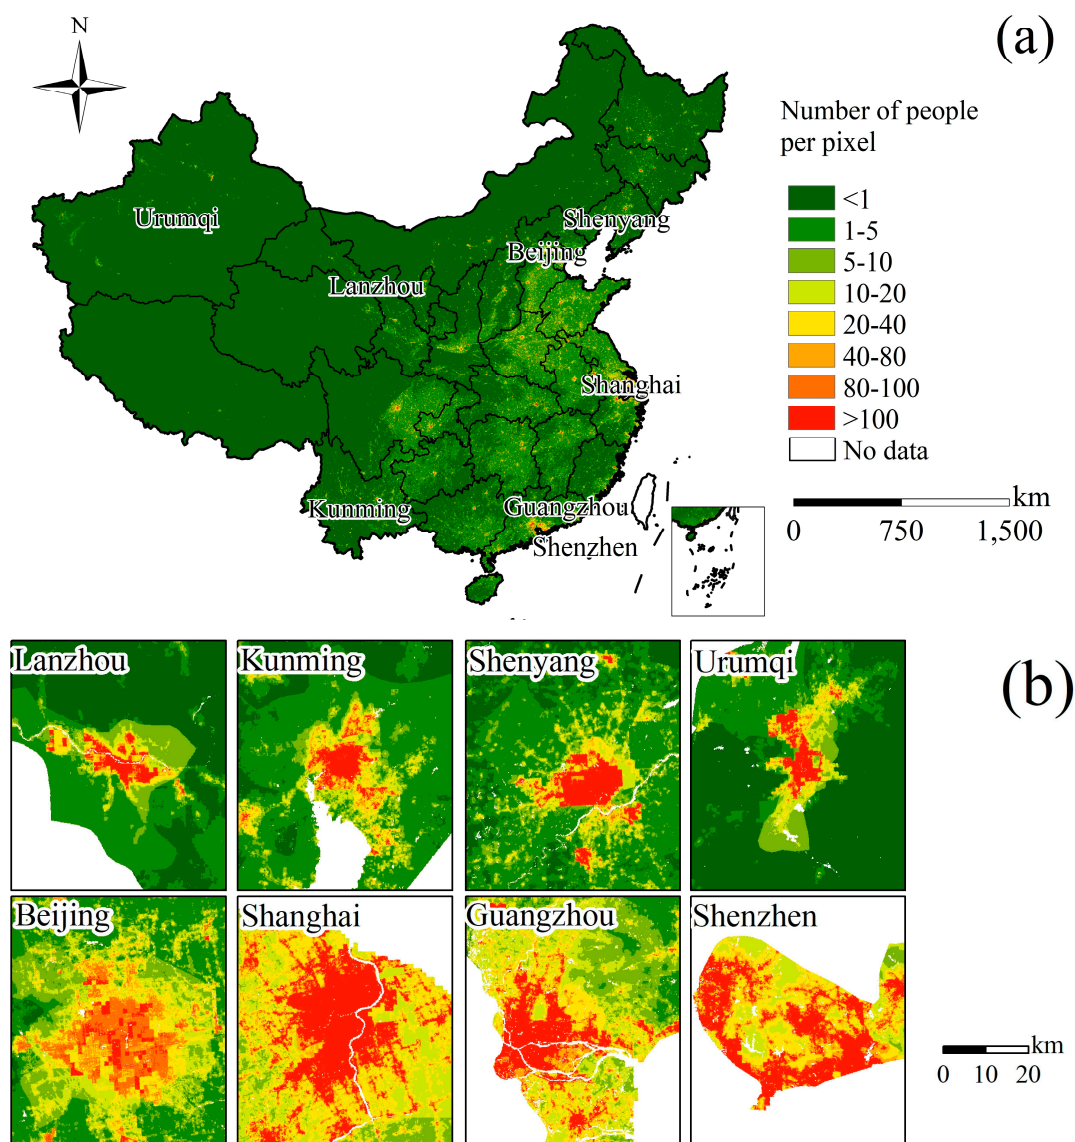 N
(a)
Number of people
per pixel
<1
1-5
5-10
10-20
20-40
40-80
80-100
>100
No data
km
0 750 1,500
Urumqi
Shenyang
Beijing
Lanzhou
Shanghai
Kunming
Guangzhou
Shenzhen
Lanzhou
Kunming
Shenyang
Urumqi
(b)
Beijing
Shanghai
Guangzhou
Shenzhen
km
0 10 20